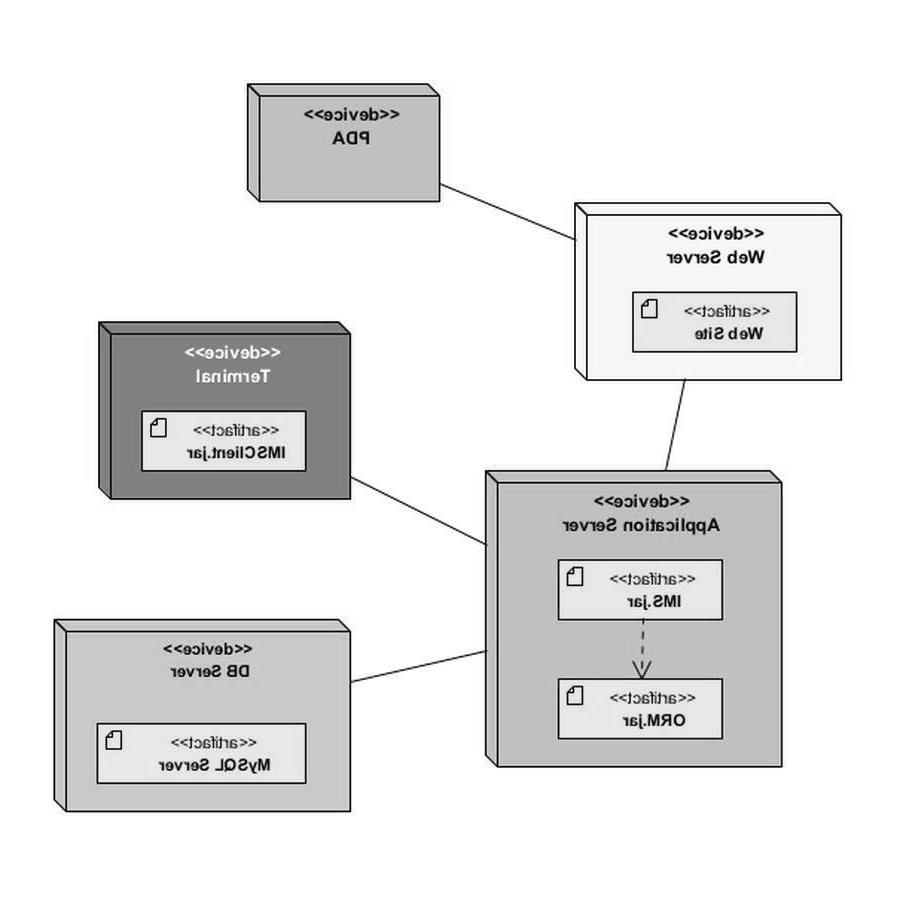 <<device>>
PDA
<<device>>
Web Server
<<artifact>>
Web Site
<<device>>
Terminal
<<artifact>>
IMSClient.jar
<<device>>
Application Server
<<artifact>>
IMS.jar
<<artifact>>
ORM.jar
<<device>>
DB Server
<<artifact>>
MySQL Server